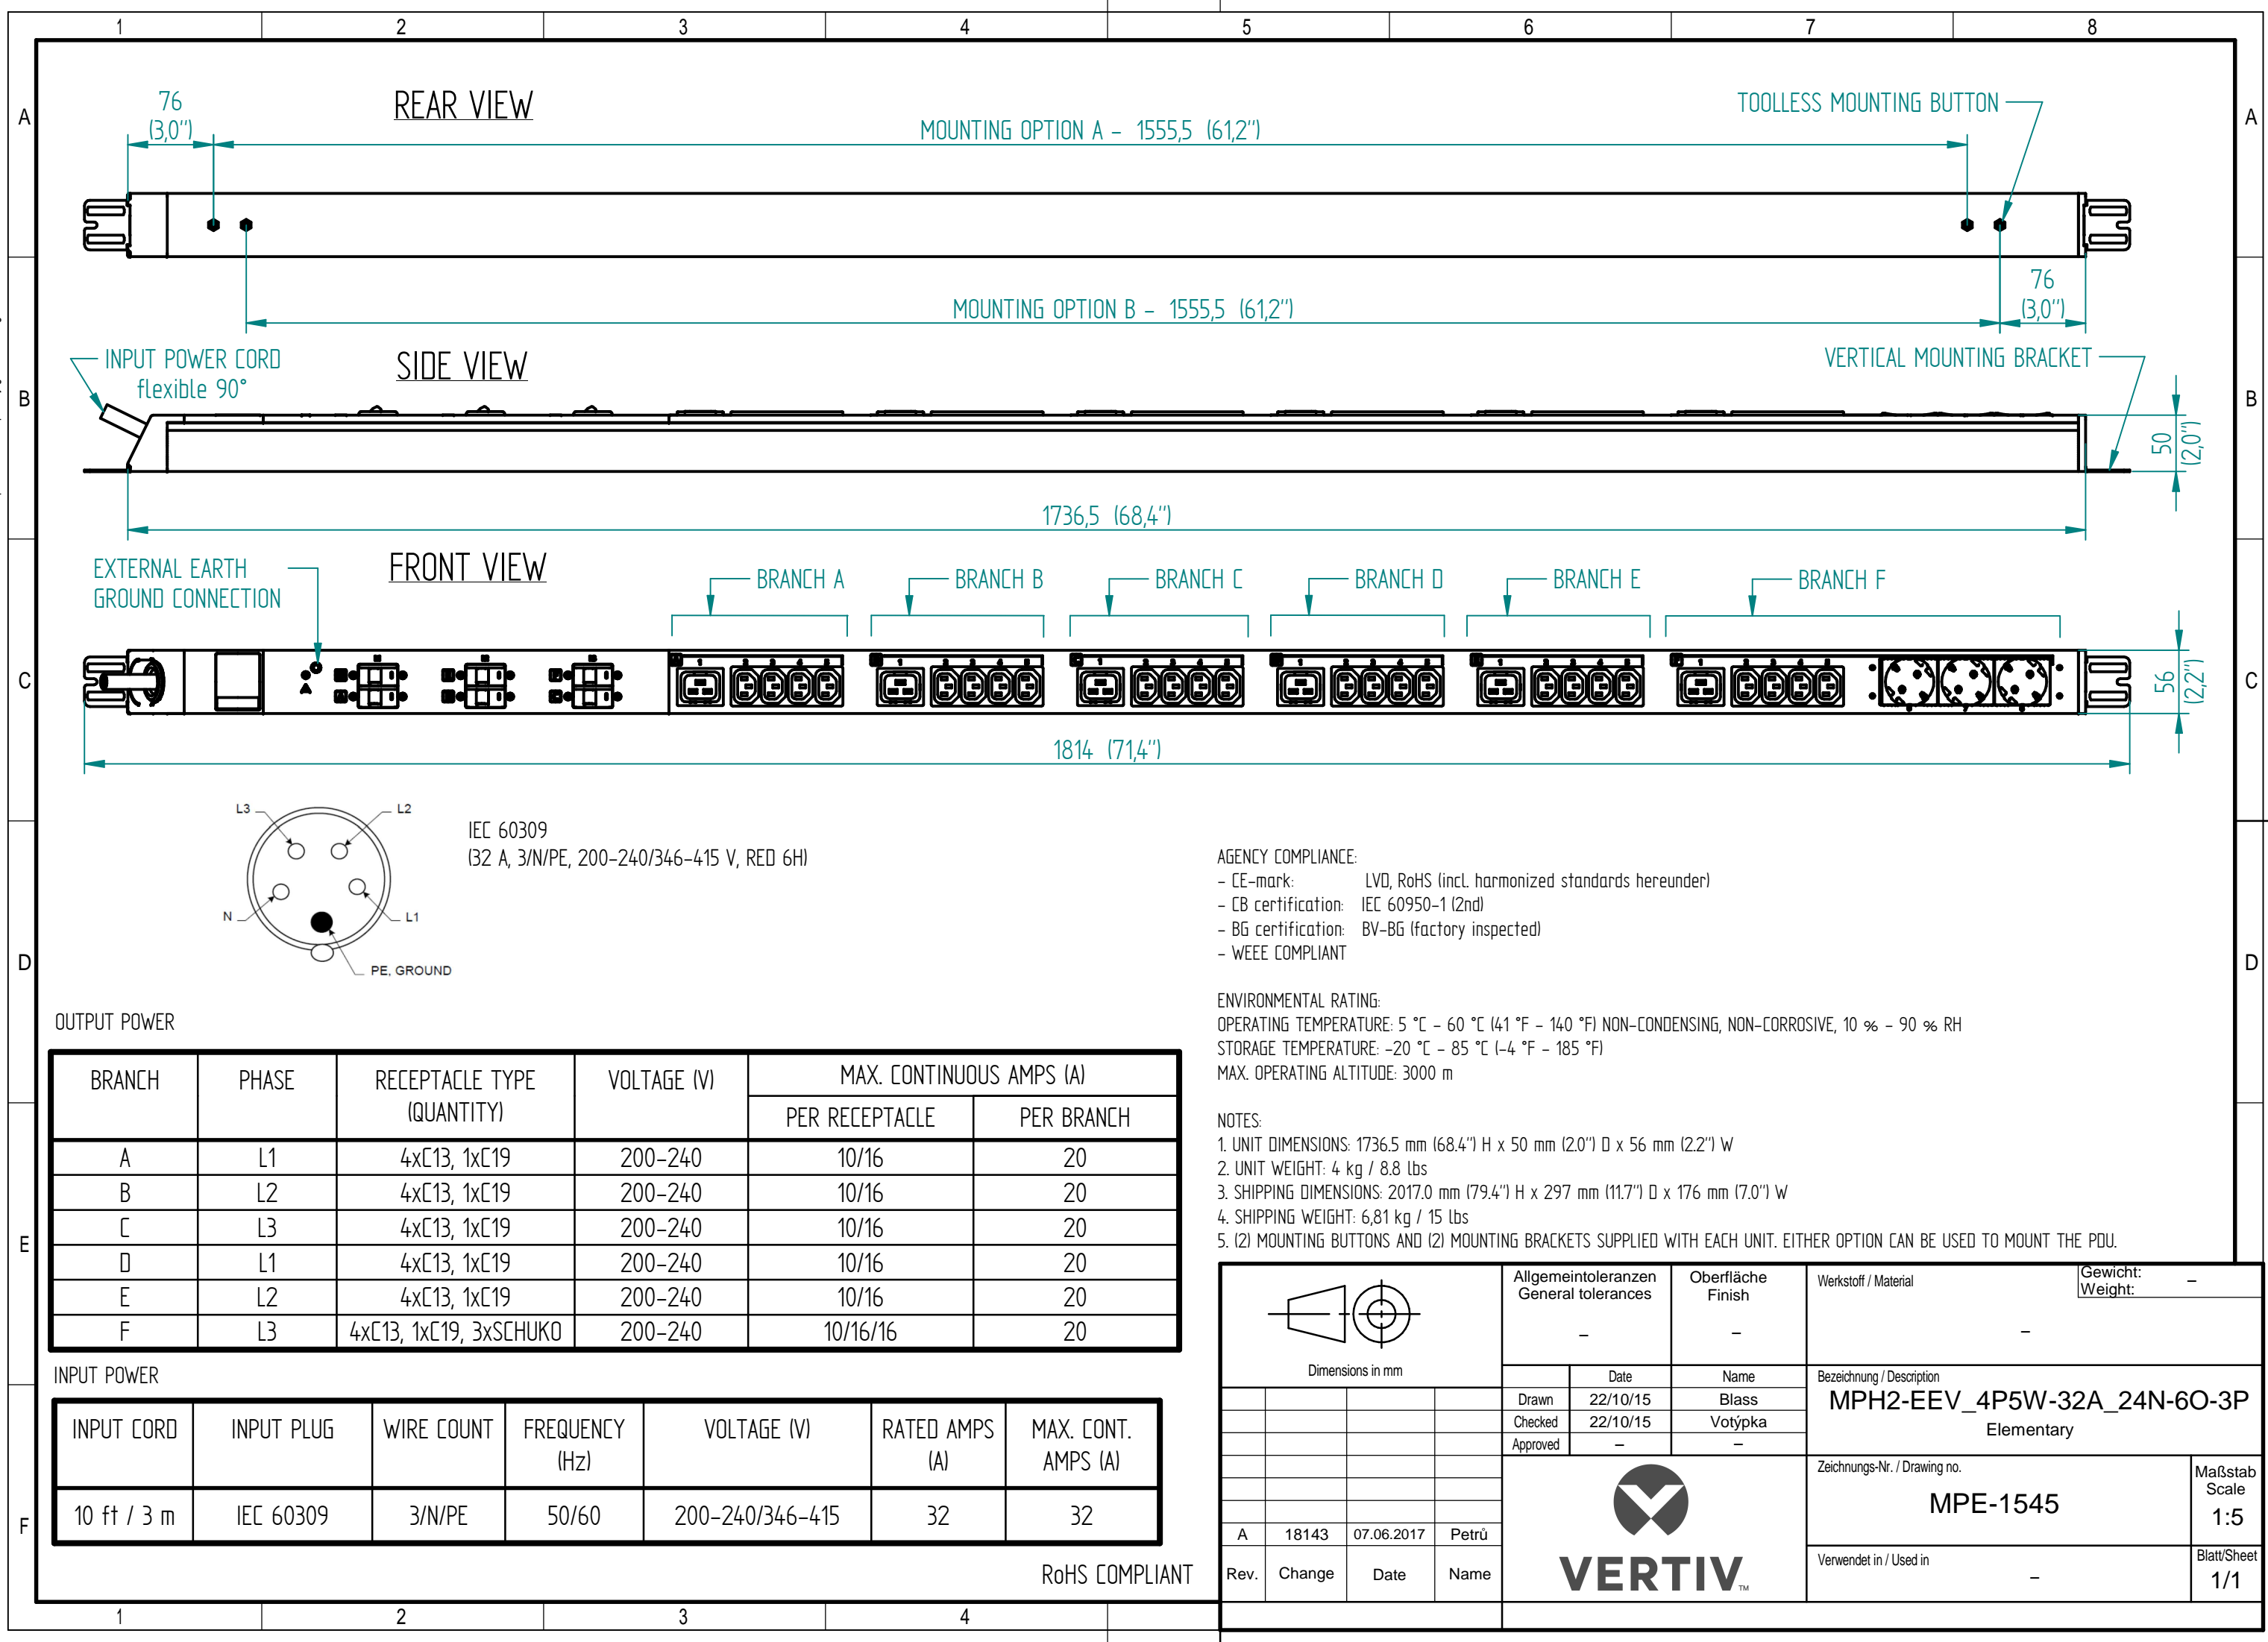 1 2 3 4 5 6 7 8
A A
B B
C C
D D
E
F
REAR VIEW
76
(3,0'')
MOUNTING OPTION A - 1555,5 (61,2'')
TOOLLESS MOUNTING BUTTON
MOUNTING OPTION B - 1555,5 (61,2'')
76
(3,0'')
SIDE VIEW
INPUT POWER CORD
flexible 90°
VERTICAL MOUNTING BRACKET
50
(2,0'')
1736,5 (68,4'')
FRONT VIEW
EXTERNAL EARTH
GROUND CONNECTION
BRANCH A
BRANCH B
BRANCH C
BRANCH D
BRANCH E
BRANCH F
56
(2,2'')
1814 (71,4'')
L3
L2
N
L1
PE, GROUND
IEC 60309
(32 A, 3/N/PE, 200-240/346-415 V, RED 6H)
AGENCY COMPLIANCE:
- CE-mark: LVD, RoHS (incl. harmonized standards hereunder)
- CB certification: IEC 60950-1 (2nd)
- BG certification: BV-BG (factory inspected)
- WEEE COMPLIANT
ENVIRONMENTAL RATING:
OPERATING TEMPERATURE: 5 °C - 60 °C (41 °F - 140 °F) NON-CONDENSING, NON-CORROSIVE, 10 % - 90 % RH
STORAGE TEMPERATURE: -20 °C - 85 °C (-4 °F - 185 °F)
MAX. OPERATING ALTITUDE: 3000 m
NOTES:
1. UNIT DIMENSIONS: 1736.5 mm (68.4'') H x 50 mm (2.0'') D x 56 mm (2.2'') W
2. UNIT WEIGHT: 4 kg / 8.8 lbs
3. SHIPPING DIMENSIONS: 2017.0 mm (79.4'') H x 297 mm (11.7'') D x 176 mm (7.0'') W
4. SHIPPING WEIGHT: 6,81 kg / 15 lbs
5. (2) MOUNTING BUTTONS AND (2) MOUNTING BRACKETS SUPPLIED WITH EACH UNIT. EITHER OPTION CAN BE USED TO MOUNT THE PDU.
OUTPUT POWER
BRANCH PHASE RECEPTACLE TYPE (QUANTITY) VOLTAGE (V) MAX. CONTINUOUS AMPS (A)
PER RECEPTACLE PER BRANCH
A L1 4xC13, 1xC19 200-240 10/16 20
B L2 4xC13, 1xC19 200-240 10/16 20
C L3 4xC13, 1xC19 200-240 10/16 20
D L1 4xC13, 1xC19 200-240 10/16 20
E L2 4xC13, 1xC19 200-240 10/16 20
F L3 4xC13, 1xC19, 3xSCHUKO 200-240 10/16/16 20
INPUT POWER
INPUT CORD INPUT PLUG WIRE COUNT FREQUENCY (Hz) VOLTAGE (V) RATED AMPS (A) MAX. CONT. AMPS (A)
10 ft / 3 m IEC 60309 3/N/PE 50/60 200-240/346-415 32 32
RoHS COMPLIANT
Dimensions in mm
Allgemeintoleranzen
General tolerances
-
Oberfläche
Finish
-
Werkstoff / Material
-
Gewicht:
Weight:
-
Date Name
Drawn 22/10/15 Blass
Checked 22/10/15 Votýpka
Approved - -
Bezeichnung / Description
MPH2-EEV_4P5W-32A_24N-6O-3P
Elementary
Zeichnungs-Nr. / Drawing no.
MPE-1545
Maßstab
Scale
1:5
Verwendet in / Used in
-
Blatt/Sheet
1/1
A 18143 07.06.2017 Petrů
Rev. Change Date Name
VERTIV™
1 2 3 4